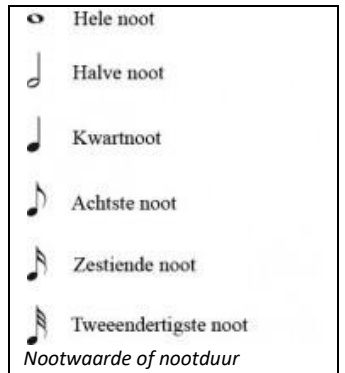 Hele noot
Halve noot
Kwartnoot
Achtste noot
Zestiende noot
Tweeendertigste noot
Nootwaarde of nootduur